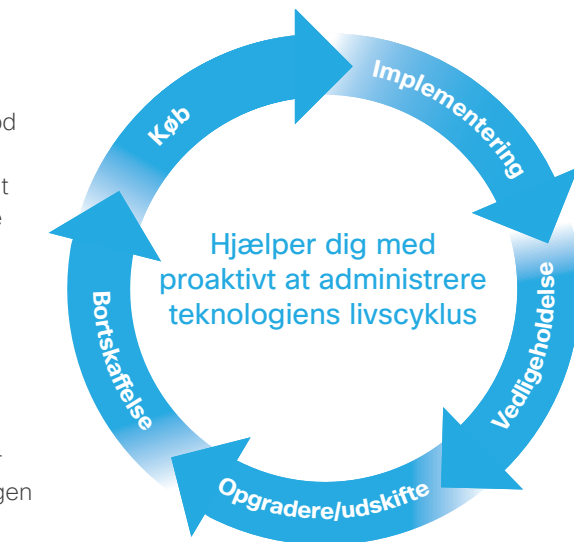 Køb
Implementering
Vedligeholdelse
Opgradere/udskifte
Bortskaffelse
Hjælper dig med
proaktivt at administrere
teknologiens livscyklus